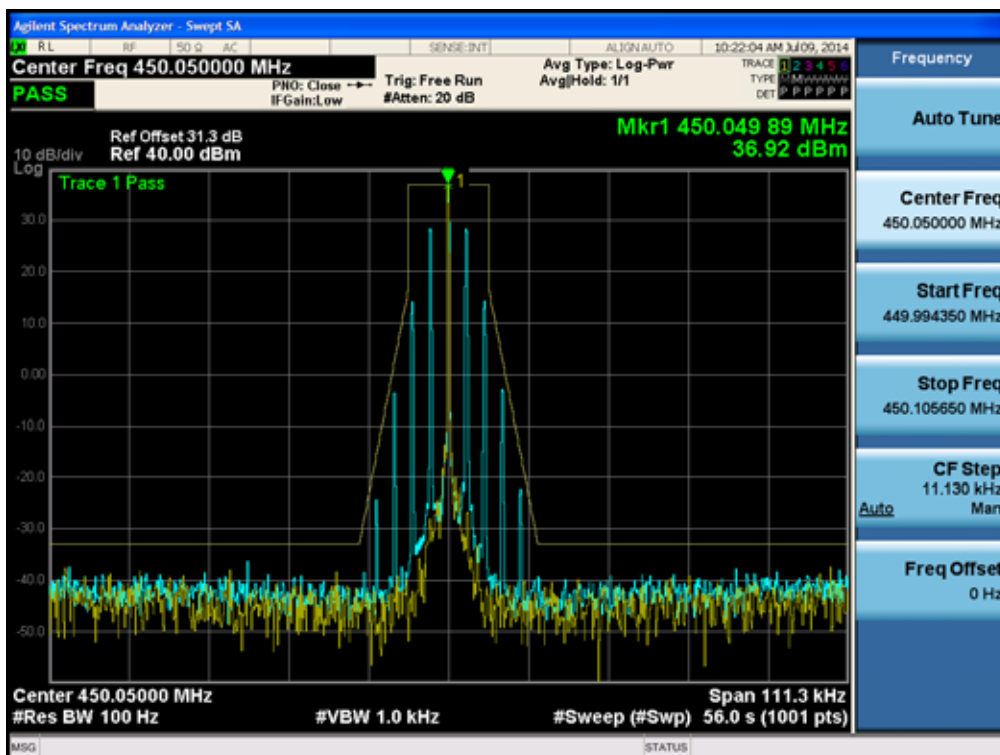 Agilent Spectrum Analyzer - Swept SA
RL RF 50 Ω AC SENSE:INT ALIGN AUTO 10:22:04 AM Jul 09, 2014
Center Freq 450.050000 MHz
PASS
PNO: Close
IFGain:Low
Trig: Free Run
#Atten: 20 dB
Avg Type: Log-Pwr
Avg|Hold: 1/1
TRACE 1 2 3 4 5 6
TYPE
DET P P P P P P
Ref Offset 31.3 dB
10 dB/div Ref 40.00 dBm
Log
Mkr1 450.049 89 MHz
36.92 dBm
Trace 1 Pass
1
30.0
20.0
10.0
0.00
-10.0
-20.0
-30.0
-40.0
-50.0
Center 450.05000 MHz Span 111.3 kHz
#Res BW 100 Hz #VBW 1.0 kHz #Sweep (#Swp) 56.0 s (1001 pts)
MSG STATUS
Frequency
Auto Tune
Center Freq
450.050000 MHz
Start Freq
449.994350 MHz
Stop Freq
450.105650 MHz
CF Step
11.130 kHz
Auto Man
Freq Offset
0 Hz